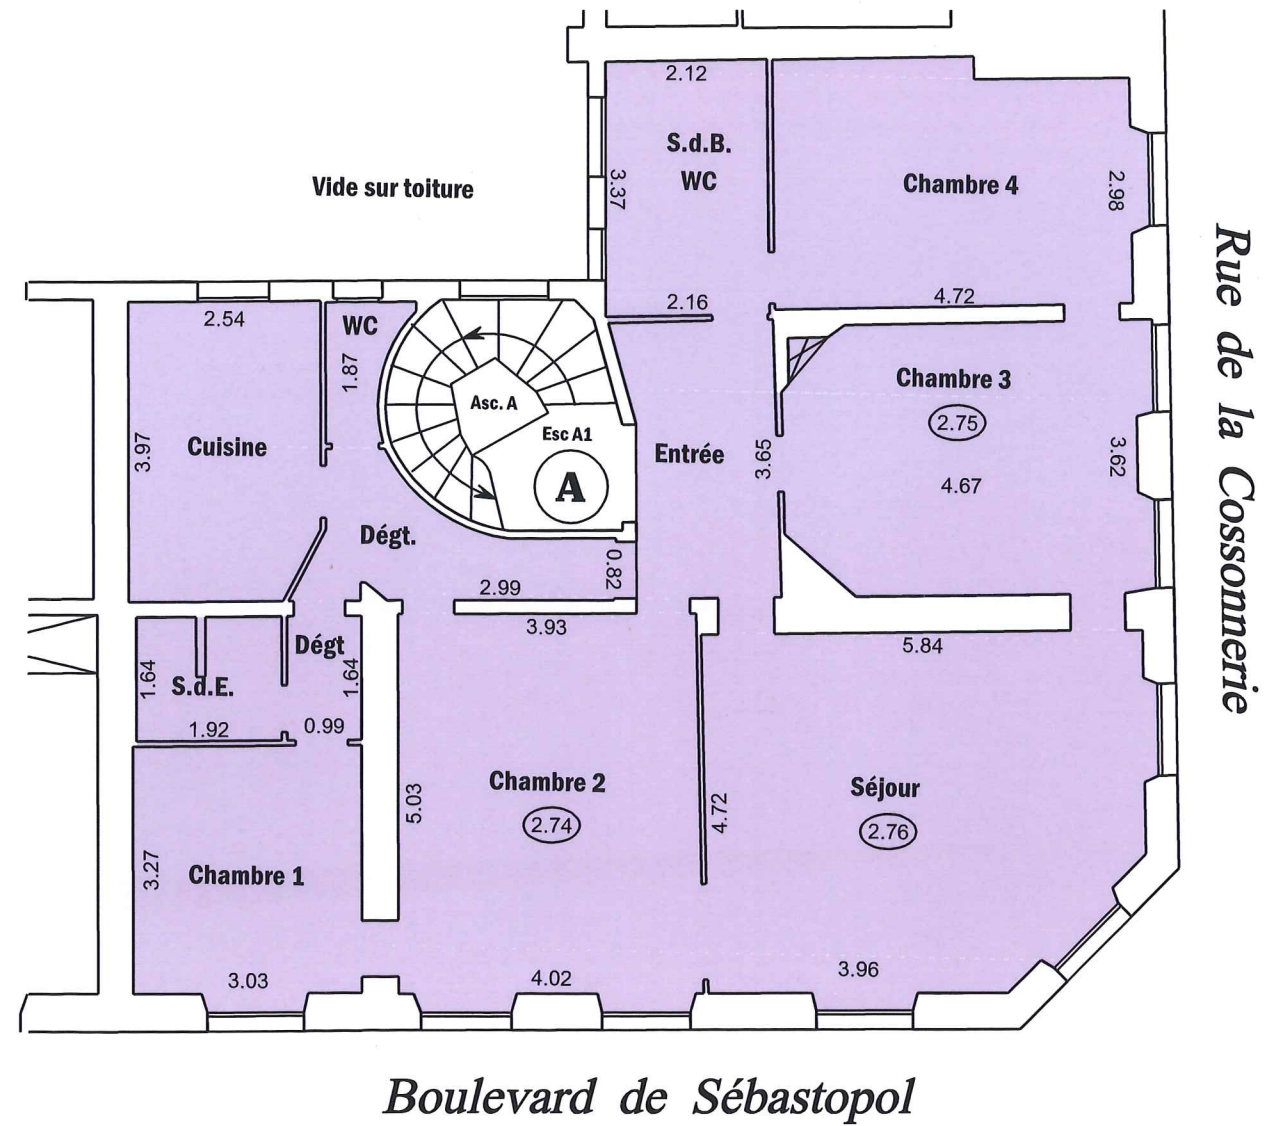 2.12
S.d.B.
WC
3.37
2.16
Chambre 4
2.98
4.72
Vide sur toiture
Rue de la Cossonnerie
2.54
WC
1.87
3.97
Cuisine
Asc. A
Esc A1
A
Entrée
3.65
Chambre 3
2.75
4.67
3.62
Dégt.
2.99
0.82
3.93
5.84
Dégt
1.64
1.64
S.d.E.
1.92
0.99
Chambre 2
2.74
5.03
4.72
Séjour
2.76
Chambre 1
3.27
3.03
4.02
3.96
Boulevard de Sébastopol